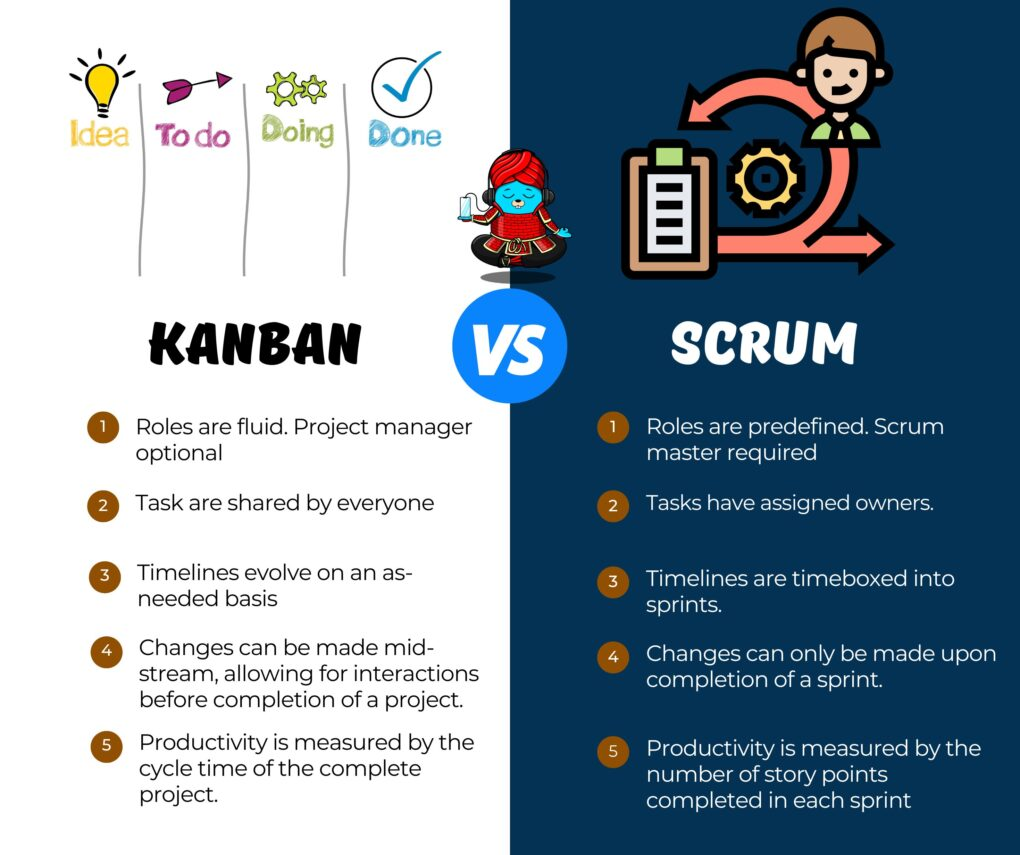 Idea
To do
Doing
Done
KANBAN
VS
SCRUM
1
Roles are fluid. Project manager
optional
2
Task are shared by everyone
3
Timelines evolve on an as-
needed basis
4
Changes can be made mid-
stream, allowing for interactions
before completion of a project.
5
Productivity is measured by the
cycle time of the complete
project.
1
Roles are predefined. Scrum
master required
2
Tasks have assigned owners.
3
Timelines are timeboxed into
sprints.
4
Changes can only be made upon
completion of a sprint.
5
Productivity is measured by the
number of story points
completed in each sprint